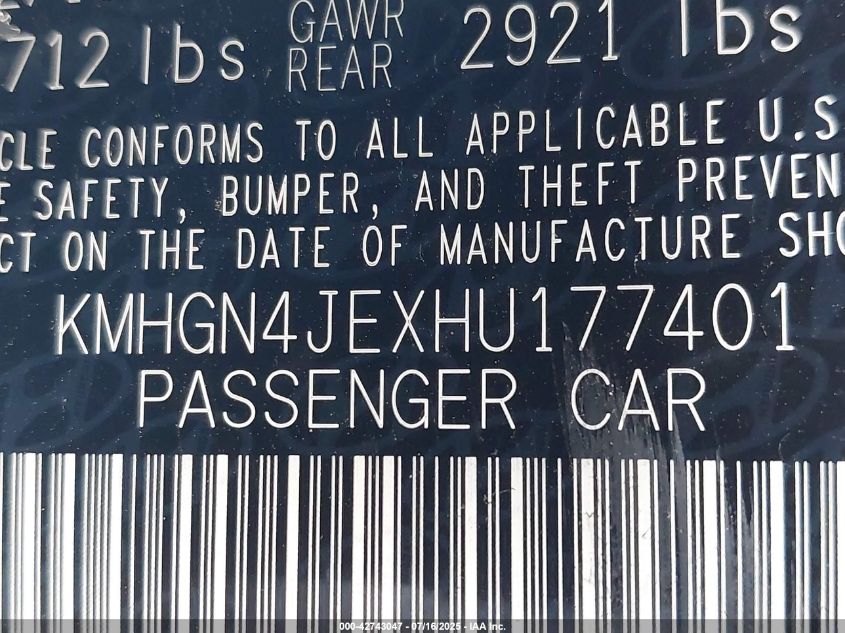 712 lbs GAWR REAR 2921 lbs
CLE CONFORMS TO ALL APPLICABLE U.S
E SAFETY, BUMPER, AND THEFT PREVEN
CT ON THE DATE OF MANUFACTURE SHO
KMHGN4JEXHU177401
PASSENGER CAR
000-42743047 - 07/16/2025 - IAA Inc.